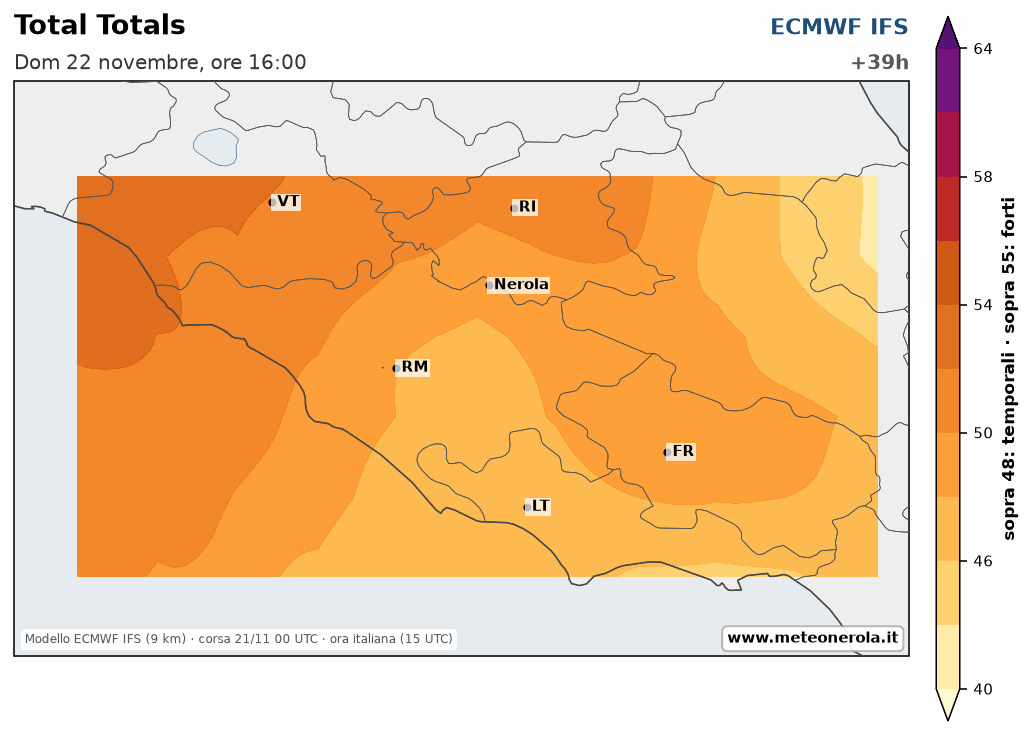 Total Totals
ECMWF IFS
Dom 22 novembre, ore 16:00
+39h
VT
RI
Nerola
RM
FR
LT
64
58
54
50
46
40
sopra 48: temporali · sopra 55: forti
Modello ECMWF IFS (9 km) · corsa 21/11 00 UTC · ora italiana (15 UTC)
www.meteonerola.it